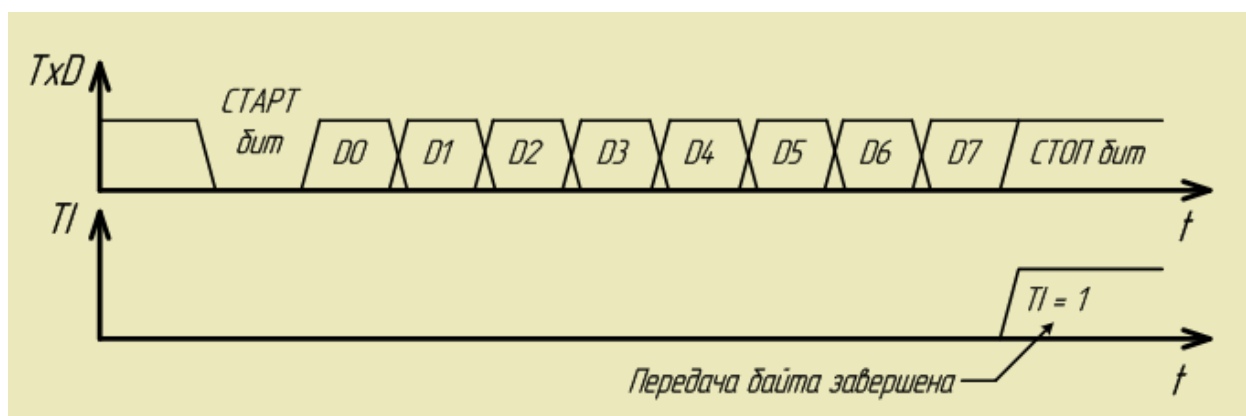 TxD
СТАРТ
бит
D0 D1 D2 D3 D4 D5 D6 D7 СТОП бит
t
TI
TI = 1
Передача байта завершена
t